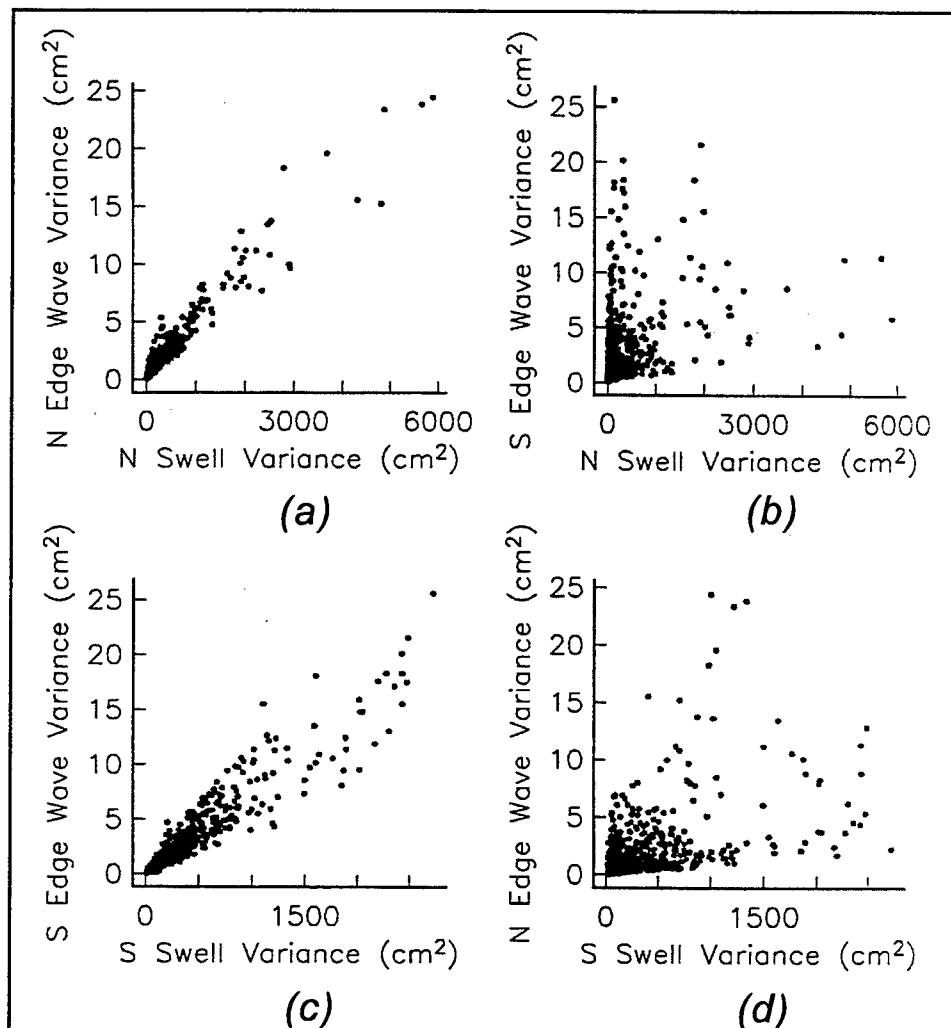 N Edge Wave Variance (cm²)
25
20
15
10
5
0
0 3000 6000
N Swell Variance (cm²)
(a)
S Edge Wave Variance (cm²)
25
20
15
10
5
0
0 3000 6000
N Swell Variance (cm²)
(b)
S Edge Wave Variance (cm²)
25
20
15
10
5
0
0 1500
S Swell Variance (cm²)
(c)
N Edge Wave Variance (cm²)
25
20
15
10
5
0
0 1500
S Swell Variance (cm²)
(d)